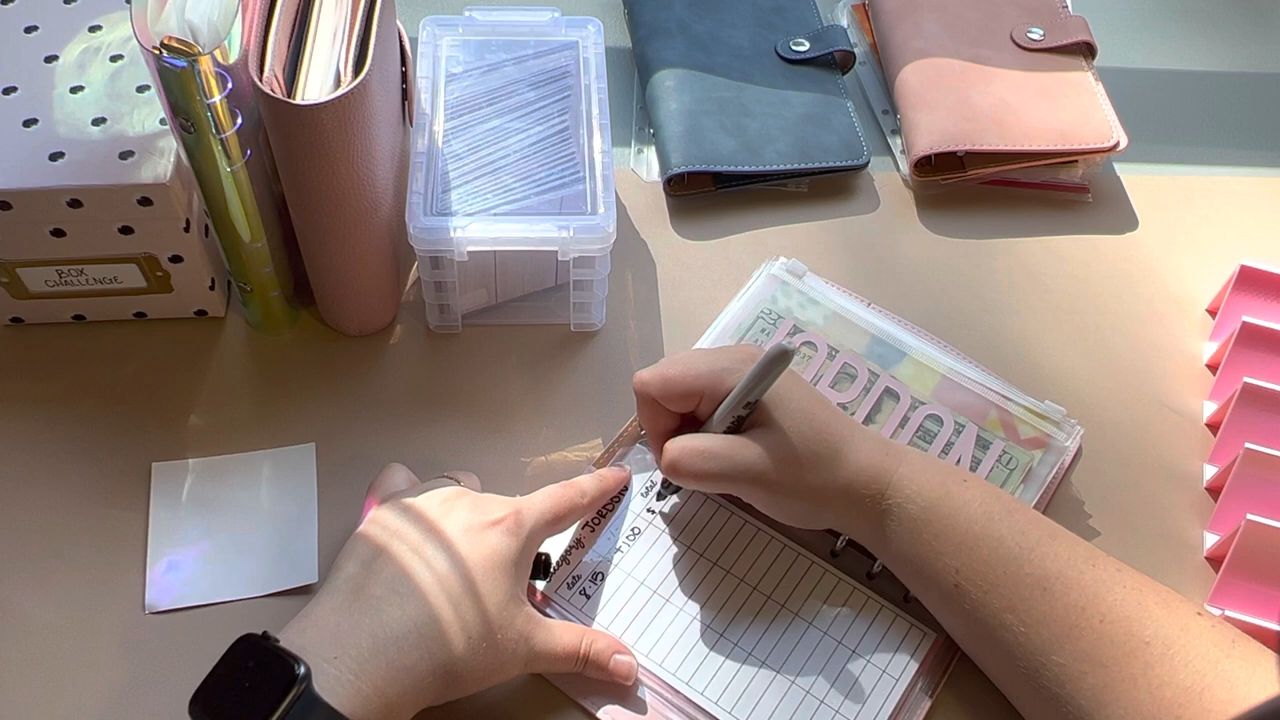 BOX
CHALLENGE
JORDON
category: JORDON
date
total
8.15 +100 $